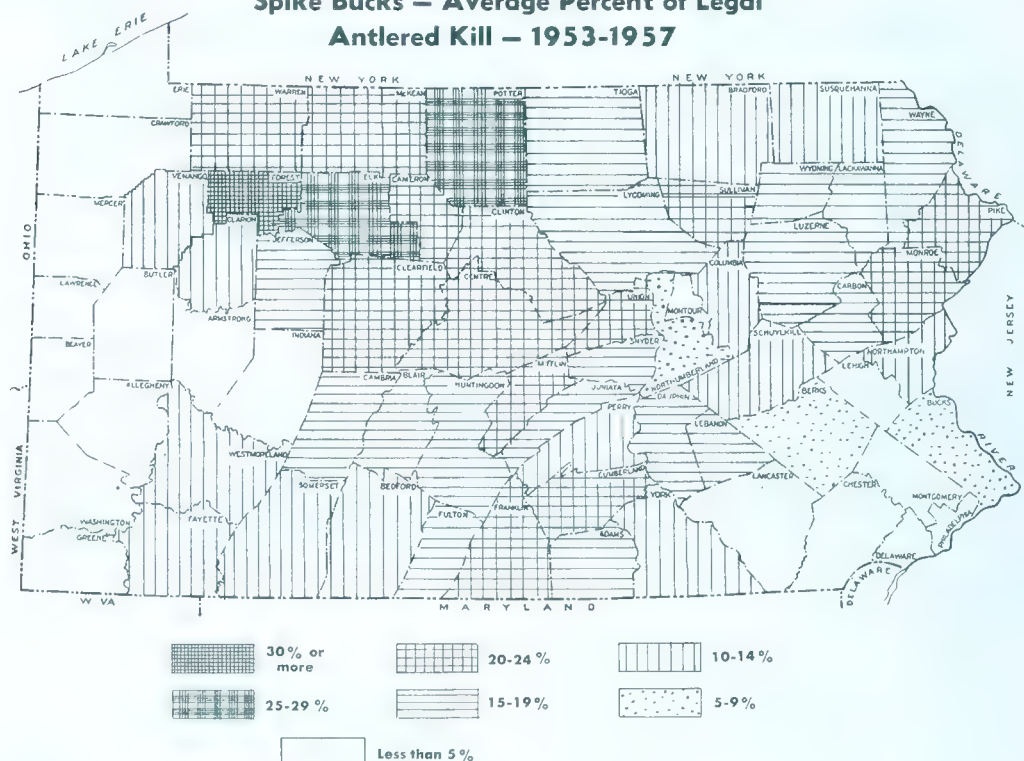 Spike Bucks — Average Percent of Legal
Antlered Kill — 1953-1957
LAKE ERIE
NEW YORK
NEW YORK
ERIE
WARREN
McKEAN
POTTER
TIOGA
BRADFORD
SUSQUEHANNA
WAYNE
CRAWFORD
DELAWARE
VENANGO
FOREST
ELK
CAMERON
WYOMING
LACKAWANNA
MERCER
LYCOMING
SULLIVAN
PIKE
CLARION
CLINTON
OHIO
JEFFERSON
LUZERNE
MONROE
BUTLER
CLEARFIELD
CENTRE
COLUMBIA
LAWRENCE
CARBON
UNION
MONTOUR
ARMSTRONG
INDIANA
SCHUYLKILL
NEW JERSEY
BEAVER
SNYDER
NORTHAMPTON
MIFFLIN
LEHIGH
ALLEGHENY
CAMBRIA
BLAIR
HUNTINGDON
JUNIATA
NORTHUMBERLAND
DAUPHIN
BERKS
BUCKS
PERRY
LEBANON
RIVER
WESTMORELAND
CUMBERLAND
LANCASTER
SOMERSET
BEDFORD
CHESTER
WEST VIRGINIA
YORK
MONTGOMERY
FULTON
FRANKLIN
WASHINGTON
FAYETTE
PHILADELPHIA
GREENE
ADAMS
DELAWARE
DELAWARE
W VA
MARYLAND
30% or
more
20-24%
10-14%
25-29%
15-19%
5-9%
Less than 5%